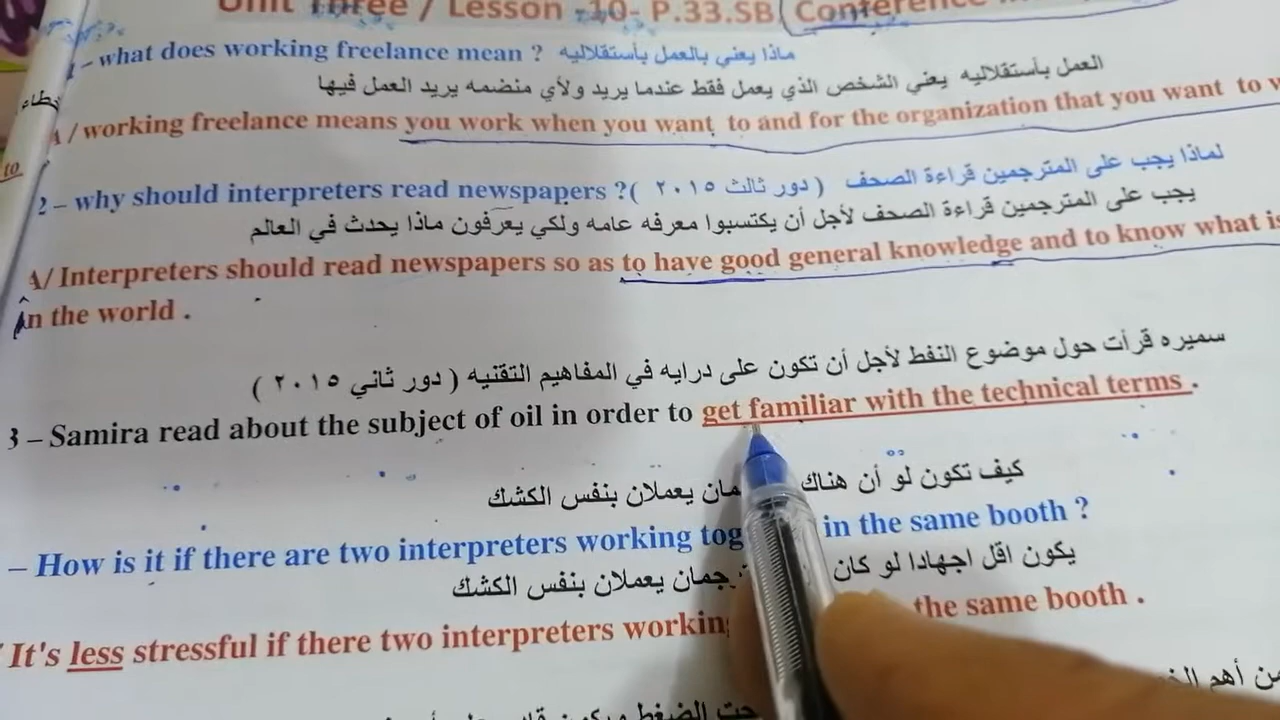 Unit Three / Lesson -10- P.33.SB ( Conference
1 – what does working freelance mean ? ماذا يعني بالعمل بأستقلاليه
العمل بأستقلاليه يعني الشخص الذي يعمل فقط عندما يريد ولأي منضمه يريد العمل فيها
A / working freelance means you work when you want to and for the organization that you want to
2 – why should interpreters read newspapers ?( دور ثالث ٢٠١٥ ) لماذا يجب على المترجمين قراءة الصحف
يجب على المترجمين قراءة الصحف لأجل أن يكتسبوا معرفه عامه ولكي يعرفون ماذا يحدث في العالم
A/ Interpreters should read newspapers so as to have good general knowledge and to know what is
in the world .
سميره قرأت حول موضوع النفط لأجل أن تكون على درايه في المفاهيم التقنيه ( دور ثاني ٢٠١٥ )
3 – Samira read about the subject of oil in order to get familiar with the technical terms .
كيف تكون لو أن هناك يعملان بنفس الكشك
– How is it if there are two interpreters working in the same booth ?
يكون اقل اجهادا لو كان يعملان بنفس الكشك
It's less stressful if there two interpreters working the same booth .
من أهم
الضغط